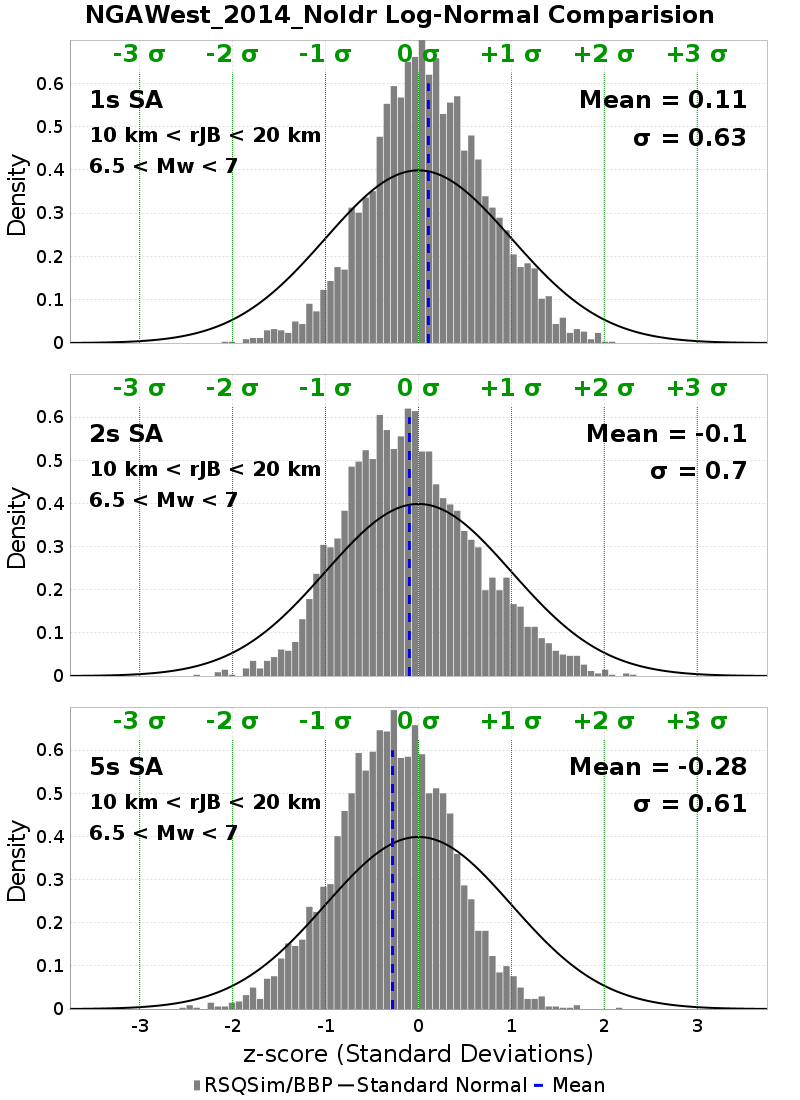 NGAWest_2014_NoIdr Log-Normal Comparision
-3 σ -2 σ -1 σ 0 σ +1 σ +2 σ +3 σ
1s SA Mean = 0.11
10 km < rJB < 20 km σ = 0.63
6.5 < Mw < 7
Density
0.6
0.5
0.4
0.3
0.2
0.1
0
-3 σ -2 σ -1 σ 0 σ +1 σ +2 σ +3 σ
2s SA Mean = -0.1
10 km < rJB < 20 km σ = 0.7
6.5 < Mw < 7
Density
0.6
0.5
0.4
0.3
0.2
0.1
0
-3 σ -2 σ -1 σ 0 σ +1 σ +2 σ +3 σ
5s SA Mean = -0.28
10 km < rJB < 20 km σ = 0.61
6.5 < Mw < 7
Density
0.6
0.5
0.4
0.3
0.2
0.1
0
-3 -2 -1 0 1 2 3
z-score (Standard Deviations)
RSQSim/BBP Standard Normal Mean